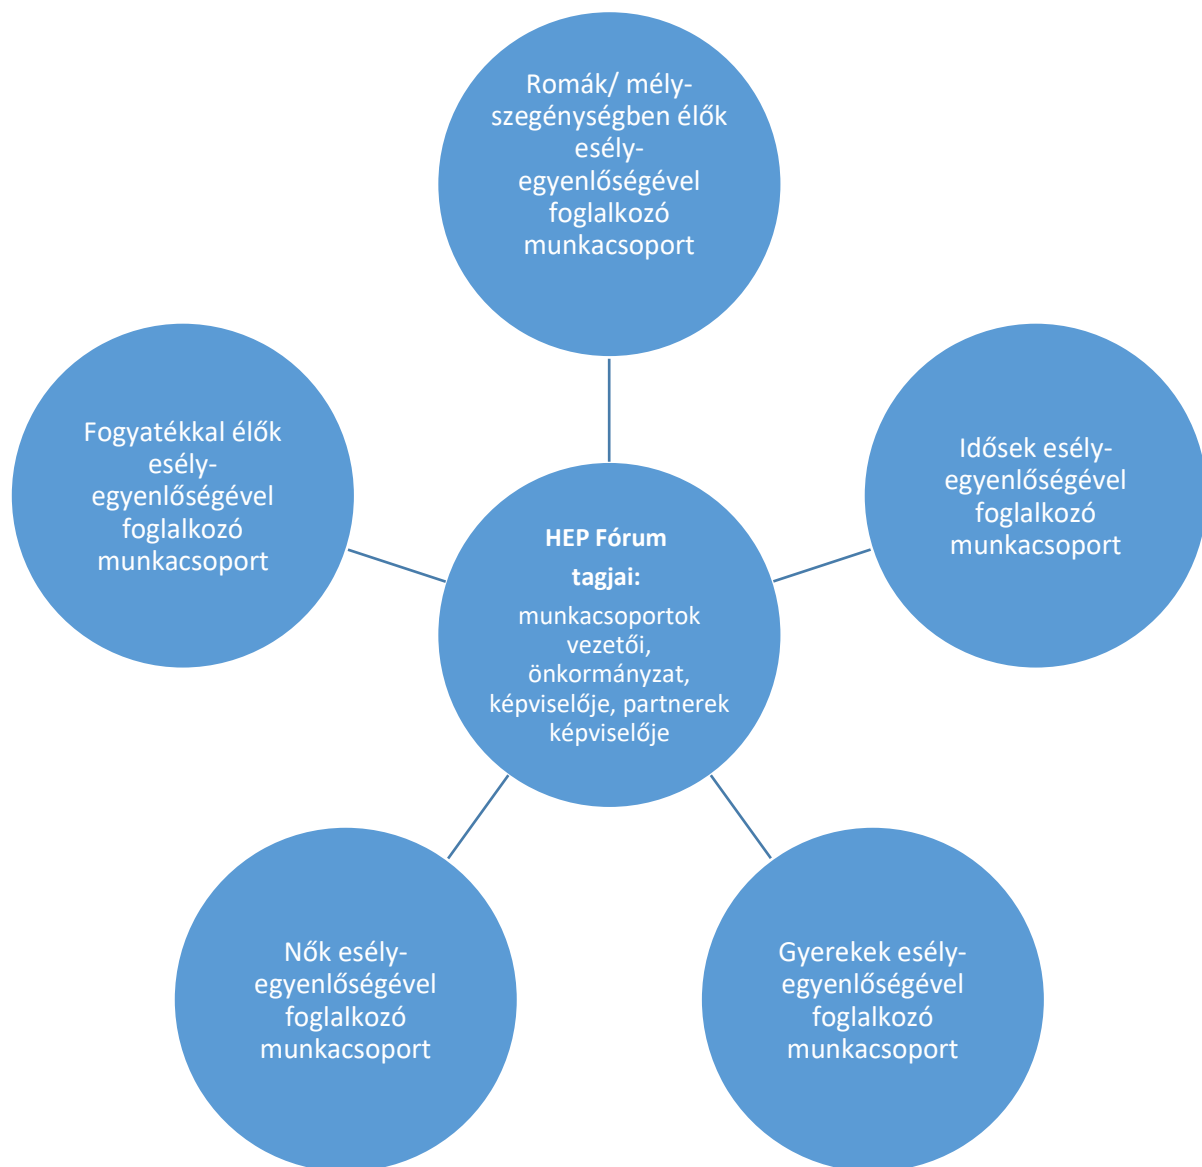 Romák/ mély-
szegénységben élők
esély-
egyenlőségével
foglalkozó
munkacsoport
Fogyatékkal élők
esély-
egyenlőségével
foglalkozó
munkacsoport
Idősek esély-
egyenlőségével
foglalkozó
munkacsoport
HEP Fórum
tagjai:
munkacsoportok
vezetői,
önkormányzat,
képviselője, partnerek
képviselője
Nők esély-
egyenlőségével
foglalkozó
munkacsoport
Gyerekek esély-
egyenlőségével
foglalkozó
munkacsoport